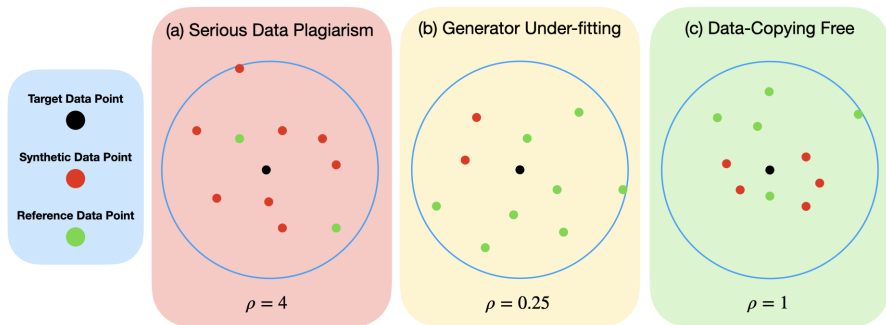 (a) Serious Data Plagiarism
(b) Generator Under-fitting
(c) Data-Copying Free
Target Data Point
Synthetic Data Point
Reference Data Point
ρ = 4
ρ = 0.25
ρ = 1